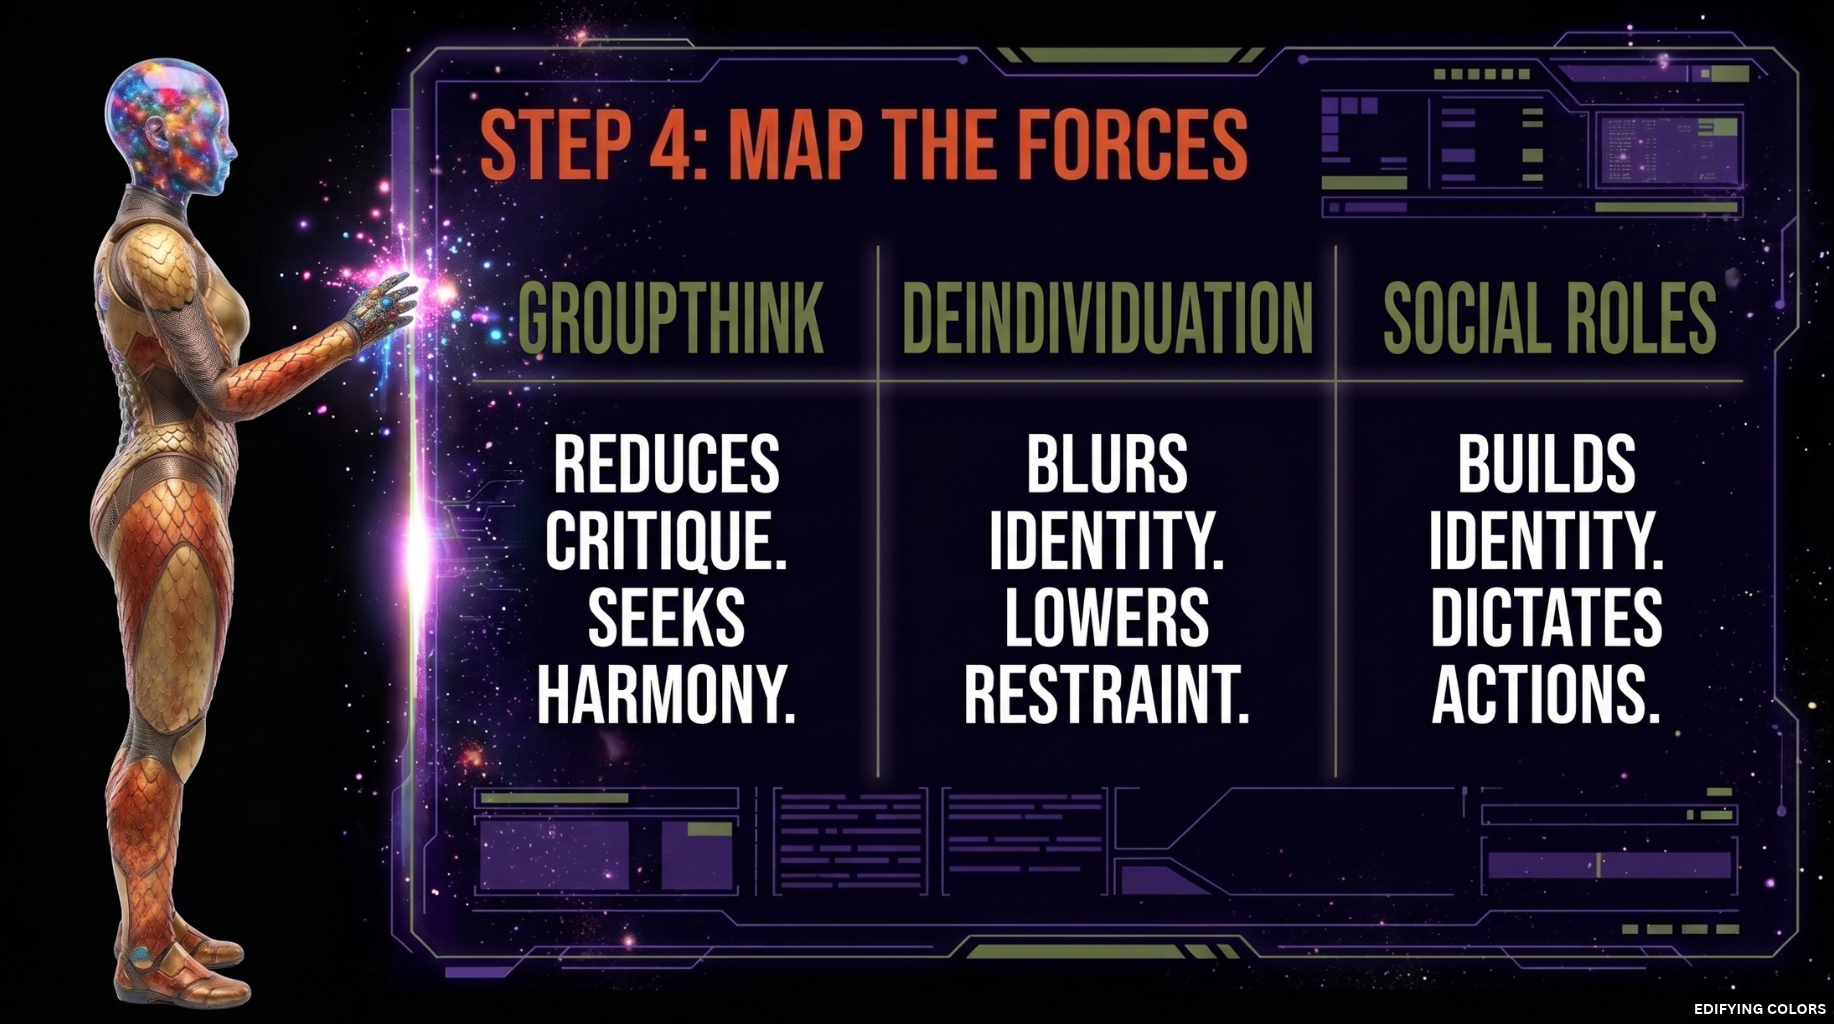 STEP 4: MAP THE FORCES
GROUPTHINK
DEINDIVIDUATION
SOCIAL ROLES
REDUCES
CRITIQUE.
SEEKS
HARMONY.
BLURS
IDENTITY.
LOWERS
RESTRAINT.
BUILDS
IDENTITY.
DICTATES
ACTIONS.
EDIFYING COLORS